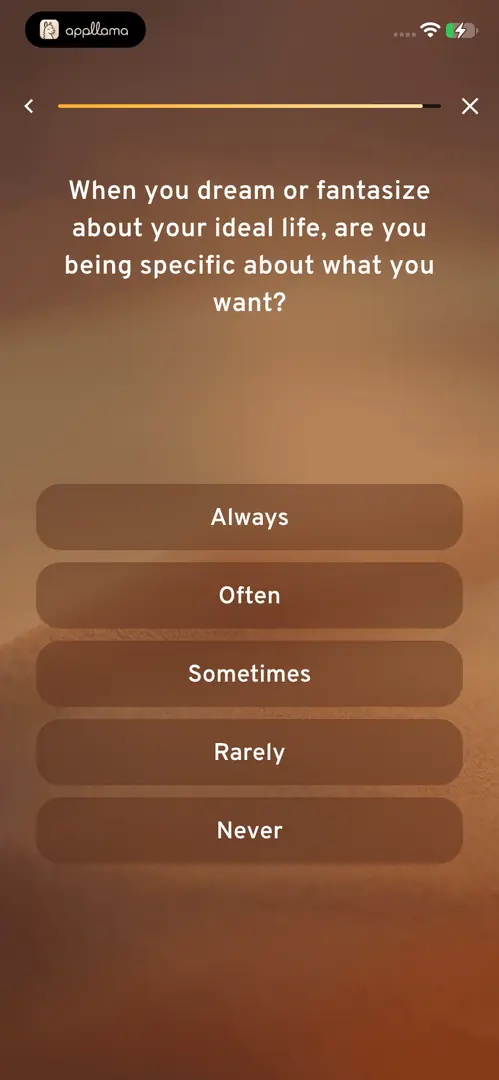 appllama
When you dream or fantasize
about your ideal life, are you
being specific about what you
want?
Always
Often
Sometimes
Rarely
Never